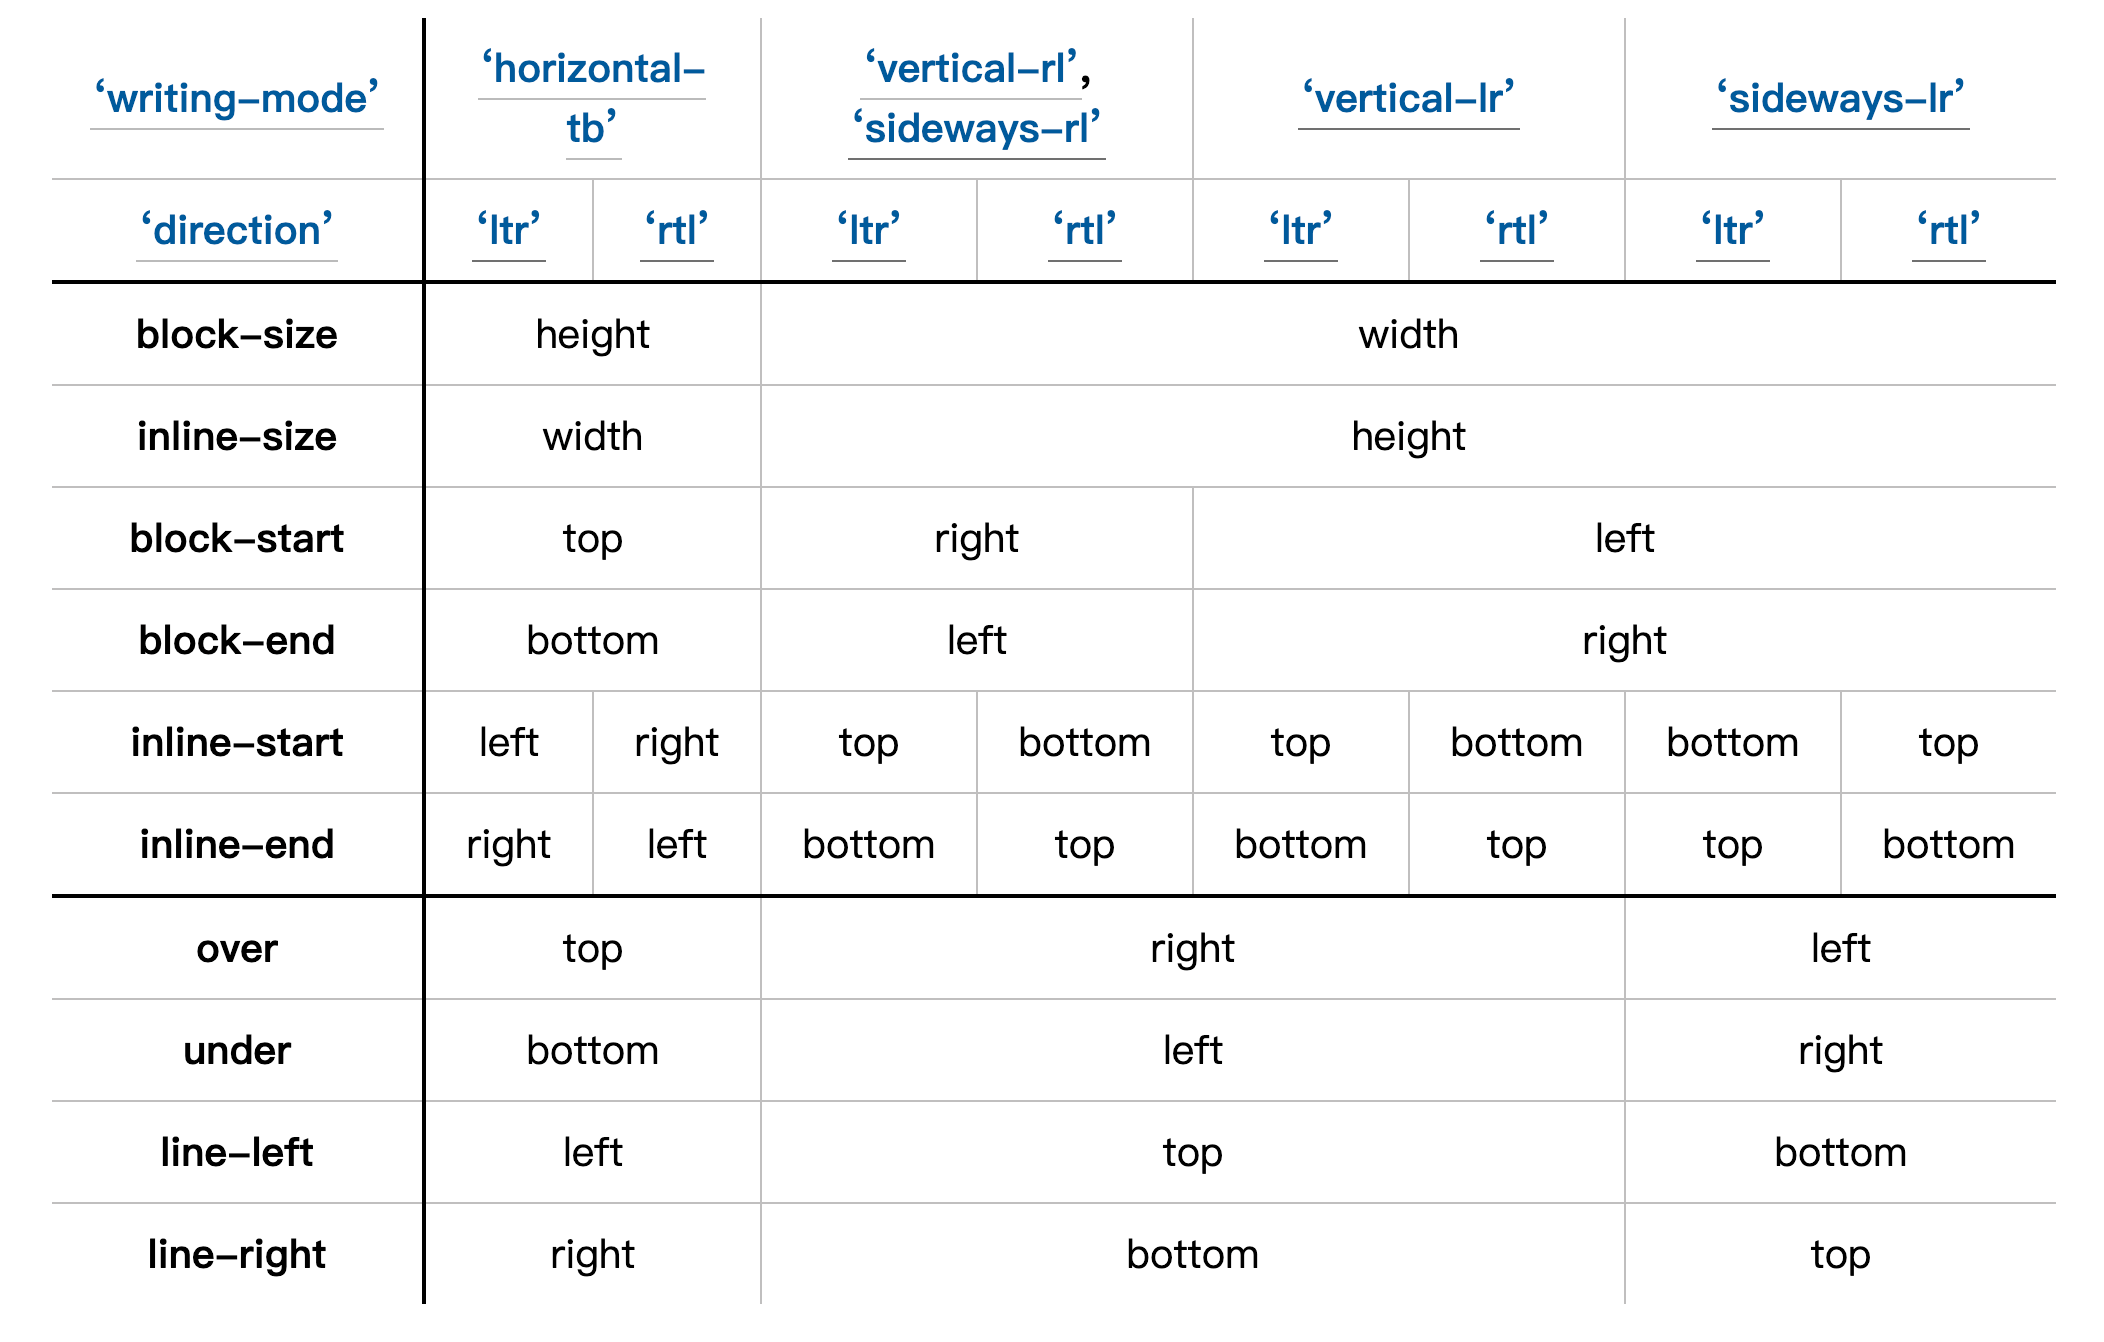 ‘writing-mode’ ‘horizontal-tb’ ‘vertical-rl’, ‘sideways-rl’ ‘vertical-lr’ ‘sideways-lr’
‘direction’ ‘ltr’ ‘rtl’ ‘ltr’ ‘rtl’ ‘ltr’ ‘rtl’ ‘ltr’ ‘rtl’
block-size height width
inline-size width height
block-start top right left
block-end bottom left right
inline-start left right top bottom top bottom bottom top
inline-end right left bottom top bottom top top bottom
over top right left
under bottom left right
line-left left top bottom
line-right right bottom top